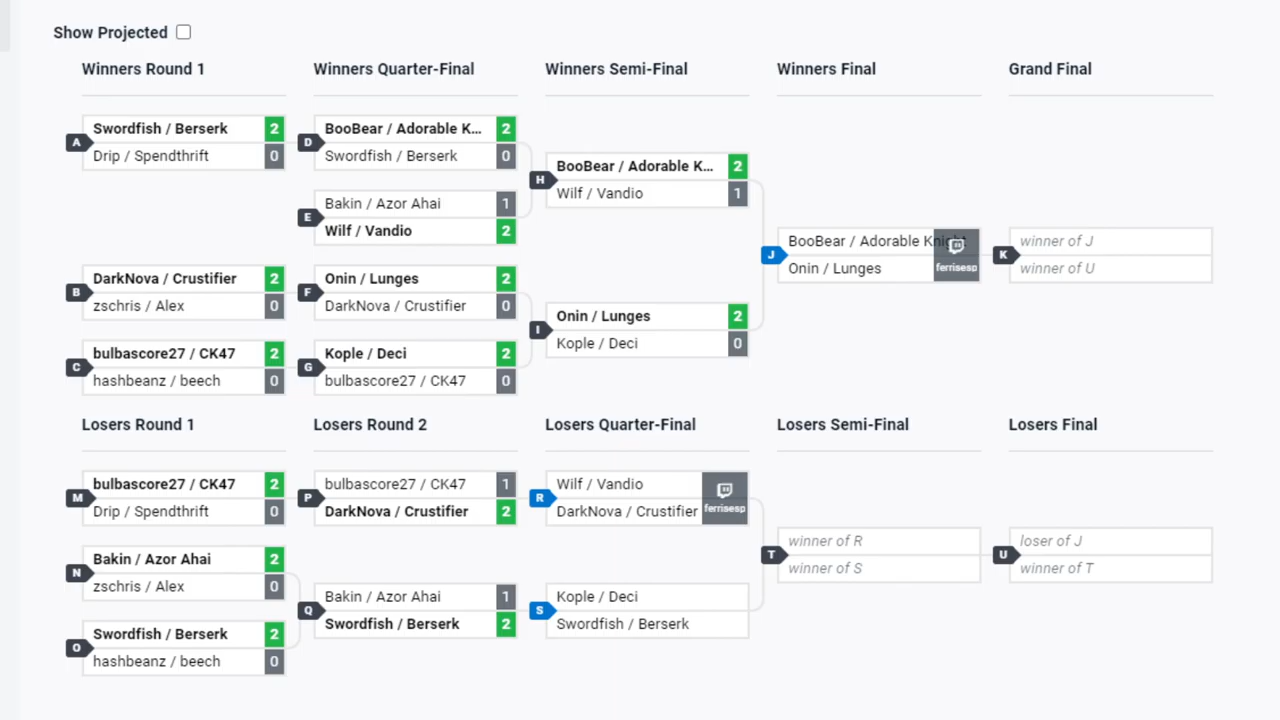 Show Projected
Winners Round 1
Winners Quarter-Final
Winners Semi-Final
Winners Final
Grand Final
A
Swordfish / Berserk 2
Drip / Spendthrift 0
B
DarkNova / Crustifier 2
zschris / Alex 0
C
bulbascore27 / CK47 2
hashbeanz / beech 0
D
BooBear / Adorable K... 2
Swordfish / Berserk 0
E
Bakin / Azor Ahai 1
Wilf / Vandio 2
F
Onin / Lunges 2
DarkNova / Crustifier 0
G
Kople / Deci 2
bulbascore27 / CK47 0
H
BooBear / Adorable K... 2
Wilf / Vandio 1
I
Onin / Lunges 2
Kople / Deci 0
J
BooBear / Adorable Knight
Onin / Lunges
ferrisesp
K
winner of J
winner of U
Losers Round 1
Losers Round 2
Losers Quarter-Final
Losers Semi-Final
Losers Final
M
bulbascore27 / CK47 2
Drip / Spendthrift 0
N
Bakin / Azor Ahai 2
zschris / Alex 0
O
Swordfish / Berserk 2
hashbeanz / beech 0
P
bulbascore27 / CK47 1
DarkNova / Crustifier 2
Q
Bakin / Azor Ahai 1
Swordfish / Berserk 2
R
Wilf / Vandio
DarkNova / Crustifier
ferrisesp
S
Kople / Deci
Swordfish / Berserk
T
winner of R
winner of S
U
loser of J
winner of T